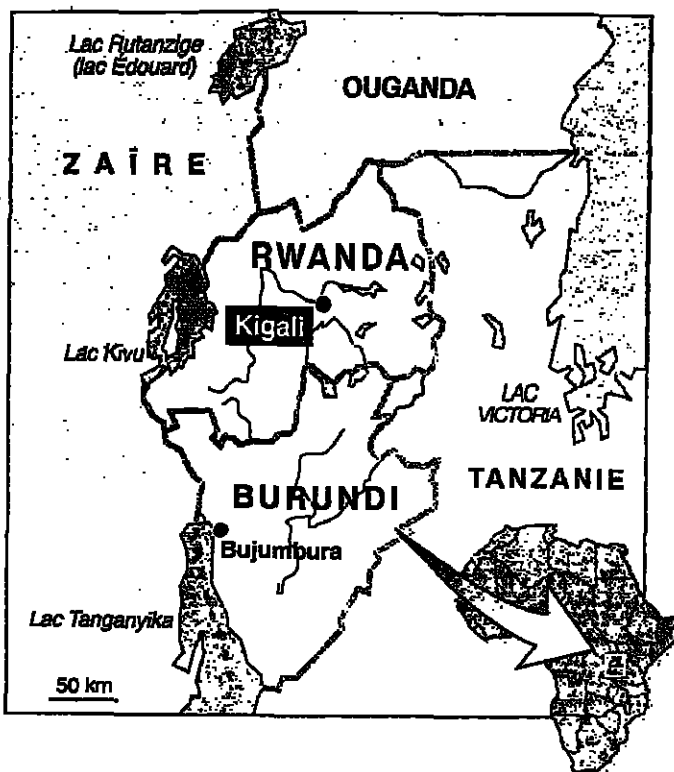 Lac Rutanzige
(lac Édouard)
OUGANDA
ZAÏRE
RWANDA
Kigali
Lac Kivu
LAC
VICTORIA
TANZANIE
BURUNDI
Bujumbura
Lac Tanganyika
50 km